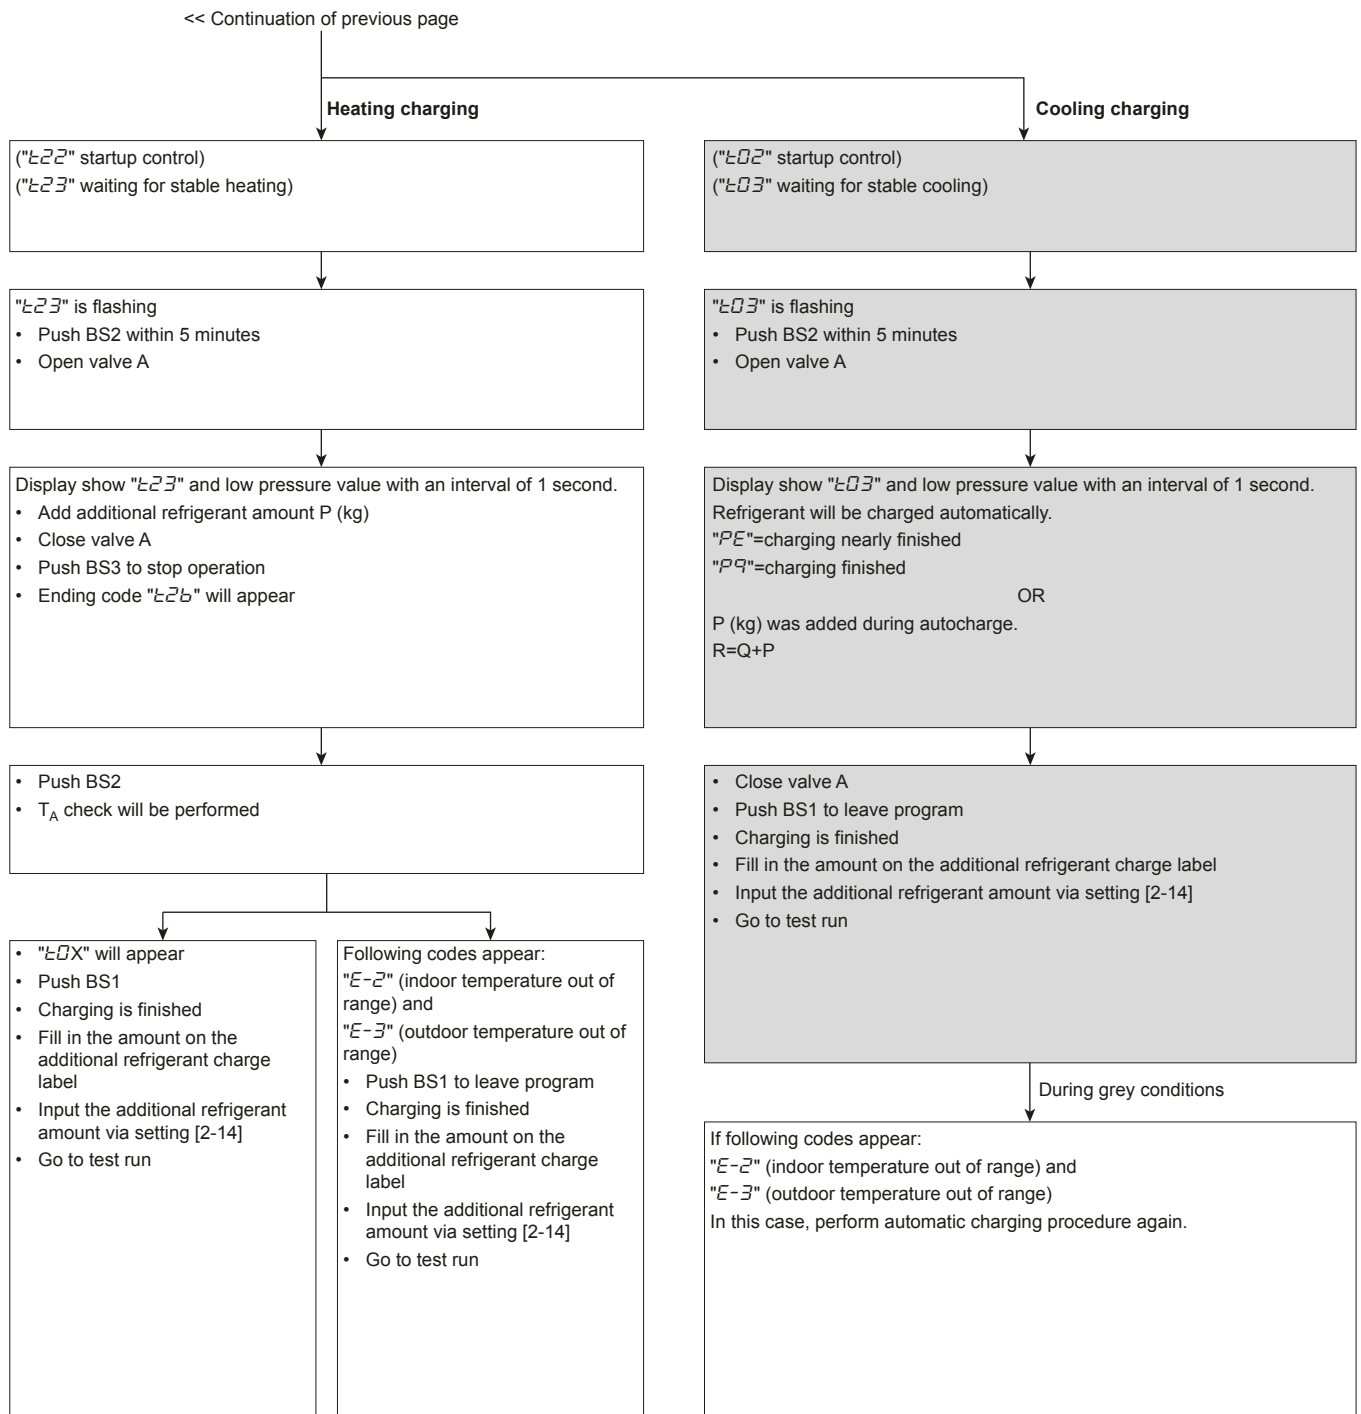 << Continuation of previous page
Heating charging
("t22" startup control)
("t23" waiting for stable heating)
"t23" is flashing
• Push BS2 within 5 minutes
• Open valve A
Display show "t23" and low pressure value with an interval of 1 second.
• Add additional refrigerant amount P (kg)
• Close valve A
• Push BS3 to stop operation
• Ending code "t2b" will appear
• Push BS2
• TA check will be performed
• "t0X" will appear
• Push BS1
• Charging is finished
• Fill in the amount on the
additional refrigerant charge
label
• Input the additional refrigerant
amount via setting [2-14]
• Go to test run
Following codes appear:
"E-2" (indoor temperature out of
range) and
"E-3" (outdoor temperature out of
range)
• Push BS1 to leave program
• Charging is finished
• Fill in the amount on the
additional refrigerant charge
label
• Input the additional refrigerant
amount via setting [2-14]
• Go to test run
Cooling charging
("t02" startup control)
("t03" waiting for stable cooling)
"t03" is flashing
• Push BS2 within 5 minutes
• Open valve A
Display show "t03" and low pressure value with an interval of 1 second.
Refrigerant will be charged automatically.
"PE"=charging nearly finished
"P9"=charging finished
OR
P (kg) was added during autocharge.
R=Q+P
• Close valve A
• Push BS1 to leave program
• Charging is finished
• Fill in the amount on the additional refrigerant charge label
• Input the additional refrigerant amount via setting [2-14]
• Go to test run
During grey conditions
If following codes appear:
"E-2" (indoor temperature out of range) and
"E-3" (outdoor temperature out of range)
In this case, perform automatic charging procedure again.